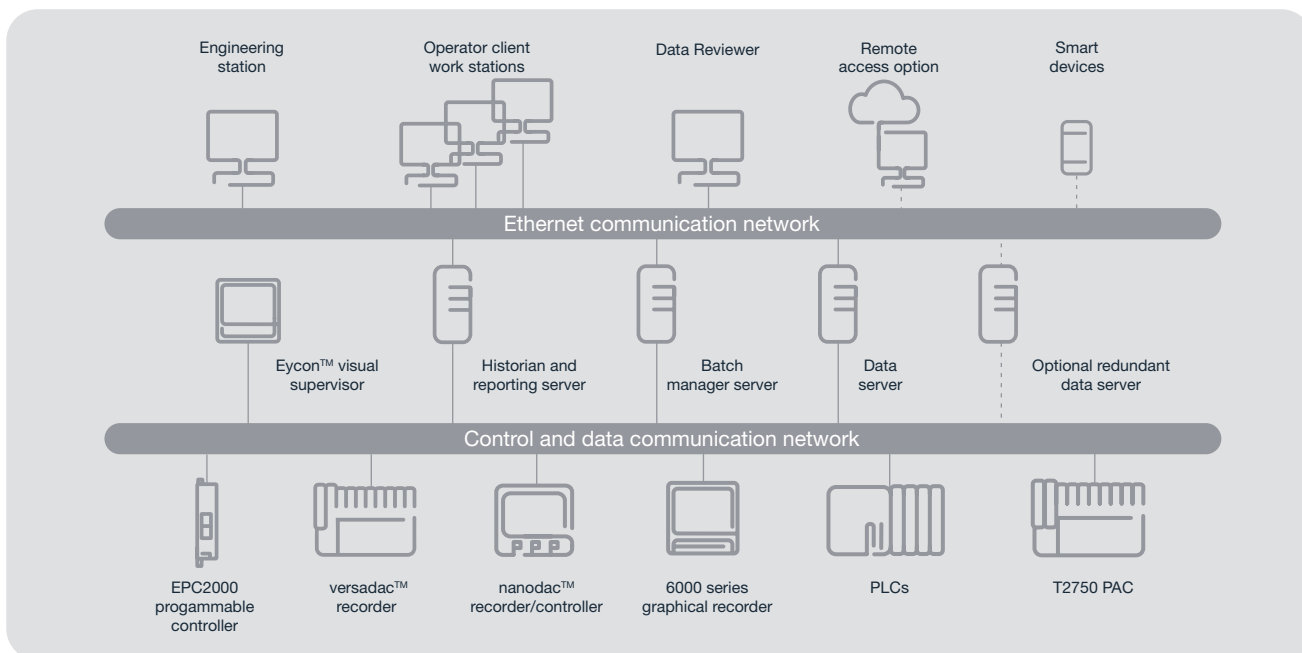 Engineering
station
Operator client
work stations
Data Reviewer
Remote
access option
Smart
devices
Ethernet communication network
Eycon™ visual
supervisor
Historian and
reporting server
Batch
manager server
Data
server
Optional redundant
data server
Control and data communication network
EPC2000
progammable
controller
versadac™
recorder
nanodac™
recorder/controller
6000 series
graphical recorder
PLCs
T2750 PAC